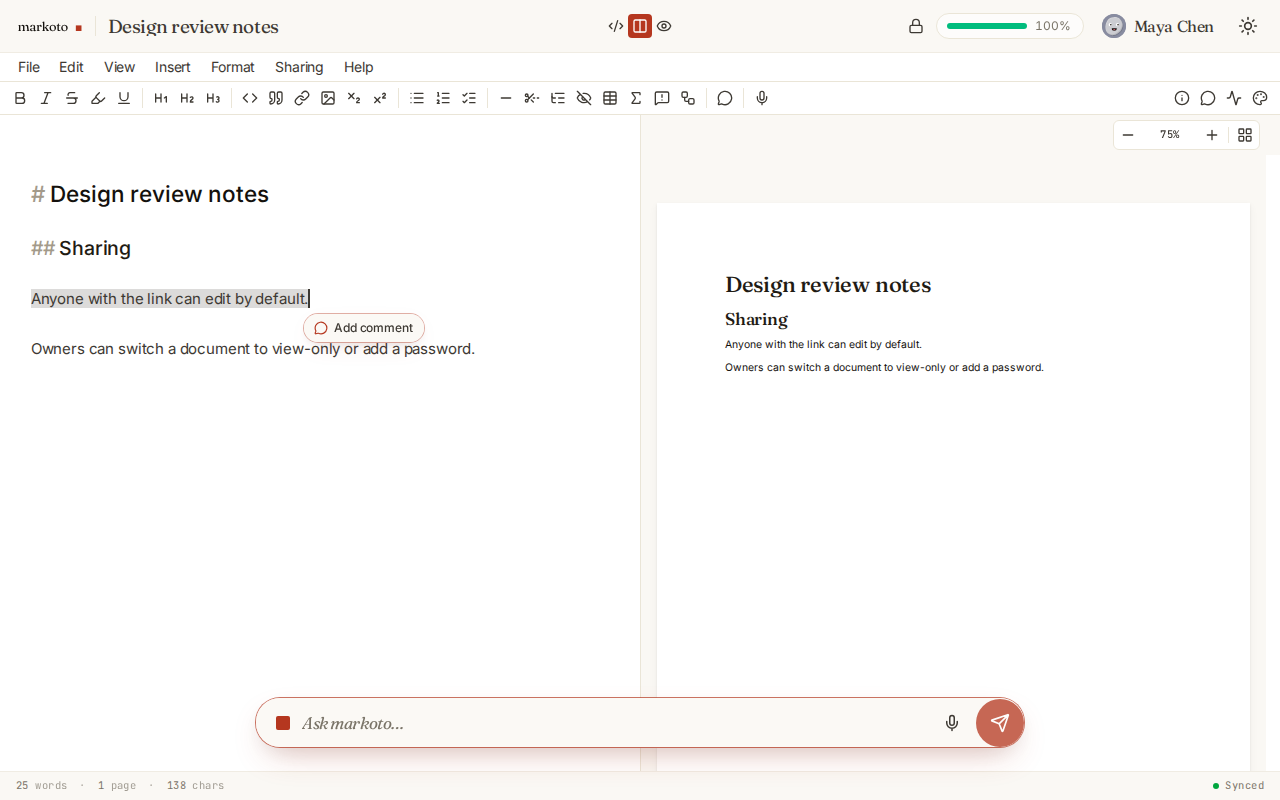 markoto
Design review notes
100%
Maya Chen
File Edit View Insert Format Sharing Help
H1 H2 H3
75%
# Design review notes
## Sharing
Anyone with the link can edit by default.
Add comment
Owners can switch a document to view-only or add a password.
Design review notes
Sharing
Anyone with the link can edit by default.
Owners can switch a document to view-only or add a password.
Ask markoto...
25 words · 1 page · 138 chars
Synced